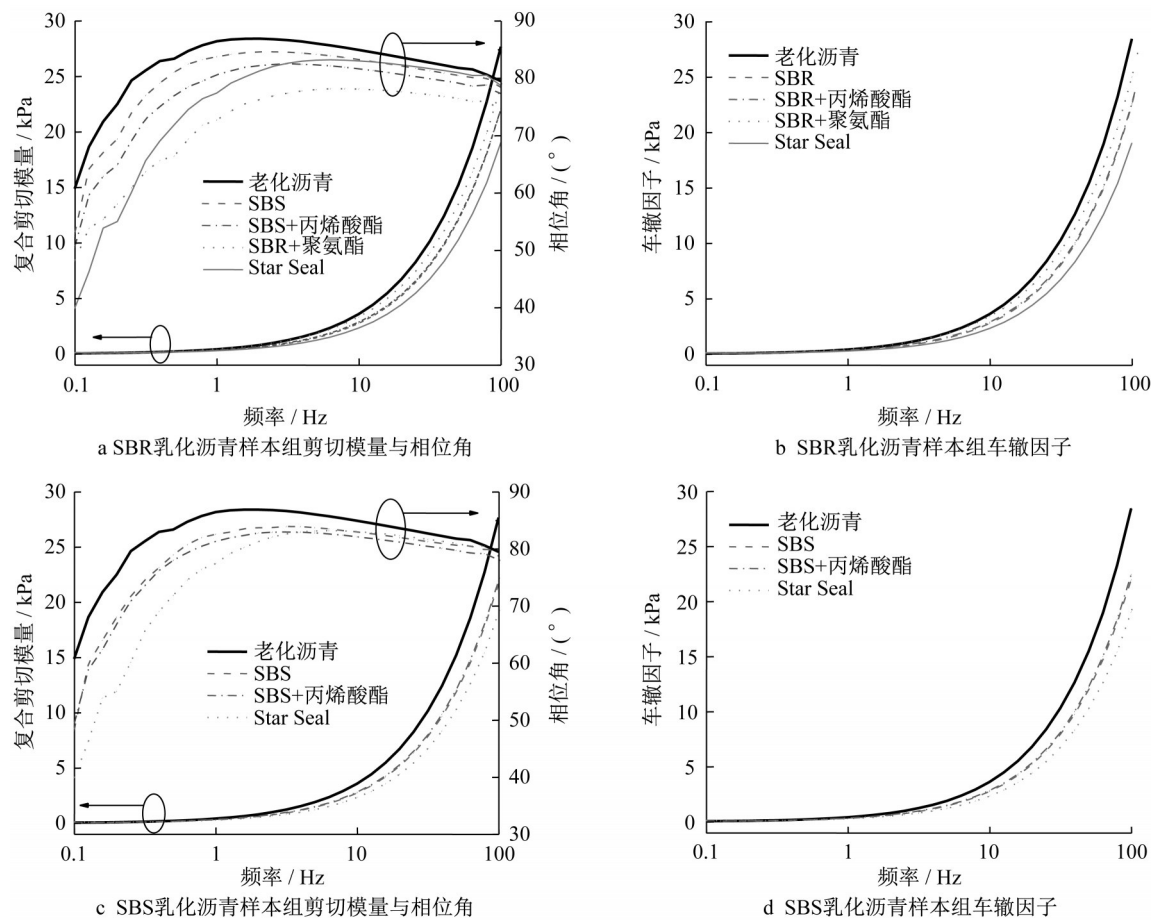 30
25
20
15
10
5
0
复合剪切模量 / kPa
90
80
70
60
50
40
30
相位角 / (°)
老化沥青
SBS
SBS+丙烯酸酯
SBR+聚氨酯
Star Seal
0.1 1 10 100
频率 / Hz
a SBR乳化沥青样本组剪切模量与相位角
30
25
20
15
10
5
0
车辙因子 / kPa
老化沥青
SBR
SBR+丙烯酸酯
SBR+聚氨酯
Star Seal
0.1 1 10 100
频率 / Hz
b SBR乳化沥青样本组车辙因子
30
25
20
15
10
5
0
复合剪切模量 / kPa
90
80
70
60
50
40
30
相位角 / (°)
老化沥青
SBS
SBS+丙烯酸酯
Star Seal
0.1 1 10 100
频率 / Hz
c SBS乳化沥青样本组剪切模量与相位角
30
25
20
15
10
5
0
车辙因子 / kPa
老化沥青
SBS
SBS+丙烯酸酯
Star Seal
0.1 1 10 100
频率 / Hz
d SBS乳化沥青样本组车辙因子